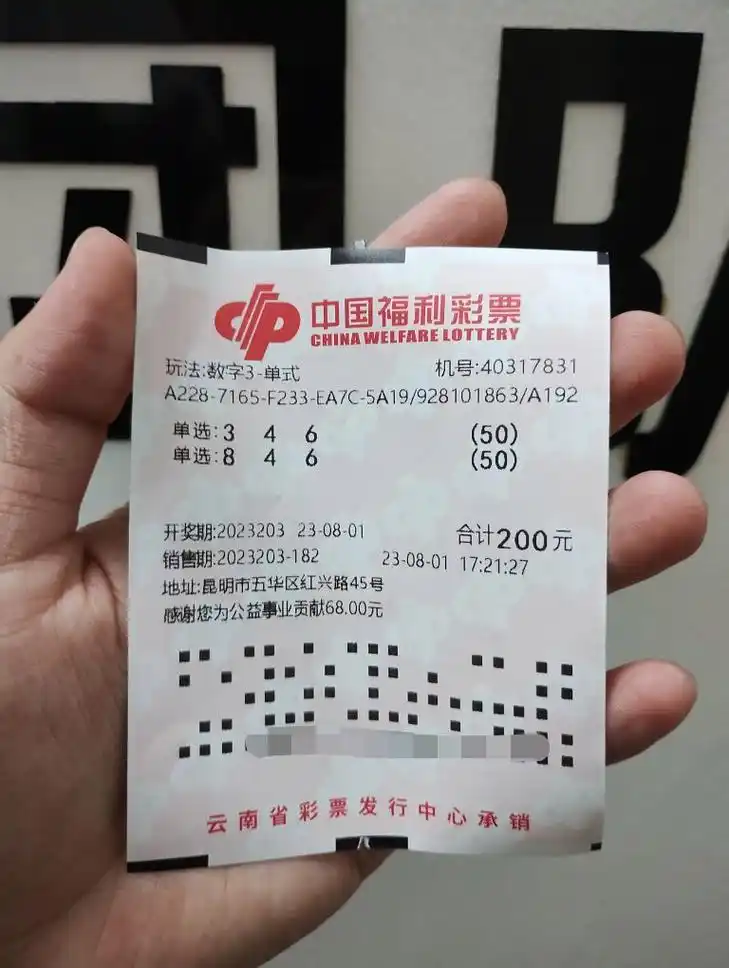 中国福利彩票
CHINA WELFARE LOTTERY
玩法:数字3-单式 机号:40317831
A228-7165-F233-EA7C-5A19/928101863/A192
单选:3 4 6 (50)
单选:8 4 6 (50)
开奖期:2023203 23-08-01 合计200元
销售期:2023203-182 23-08-01 17:21:27
地址:昆明市五华区红兴路45号
感谢您为公益事业贡献68.00元
云南省彩票发行中心承销